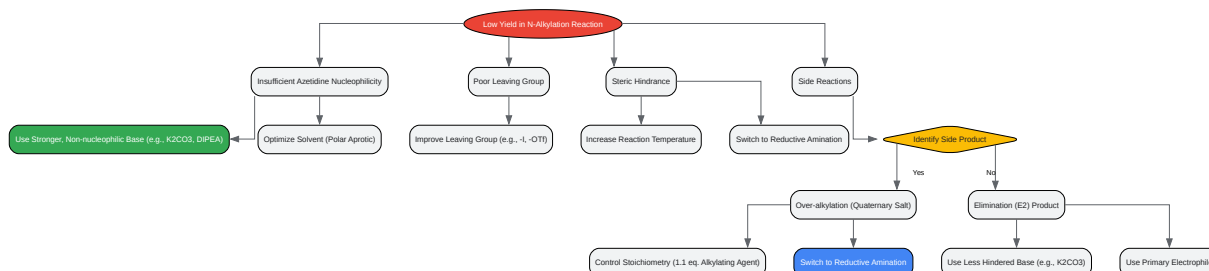 Low Yield in N-Alkylation Reaction
Insufficient Azetidine Nucleophilicity
Poor Leaving Group
Steric Hindrance
Side Reactions
Use Stronger, Non-nucleophilic Base (e.g., K2CO3, DIPEA)
Optimize Solvent (Polar Aprotic)
Improve Leaving Group (e.g., -I, -OTf)
Increase Reaction Temperature
Switch to Reductive Amination
Identify Side Product
Yes
No
Over-alkylation (Quaternary Salt)
Elimination (E2) Product
Control Stoichiometry (1.1 eq. Alkylating Agent)
Switch to Reductive Amination
Use Less Hindered Base (e.g., K2CO3)
Use Primary Electrophil